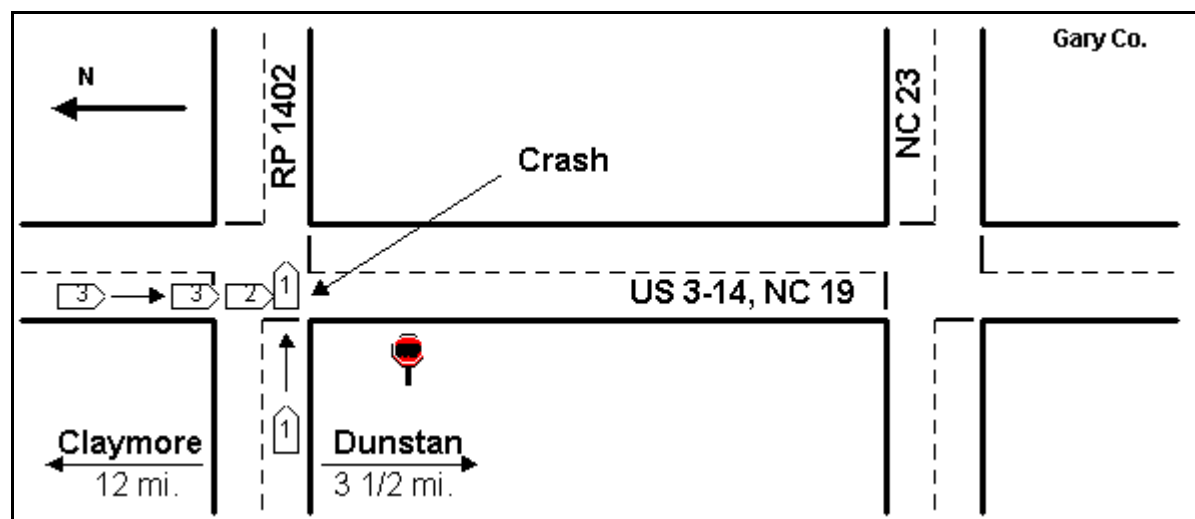 Gary Co.
N
RP 1402
NC 23
Crash
3
3
2
1
US 3-14, NC 19
1
Claymore
12 mi.
Dunstan
3 1/2 mi.